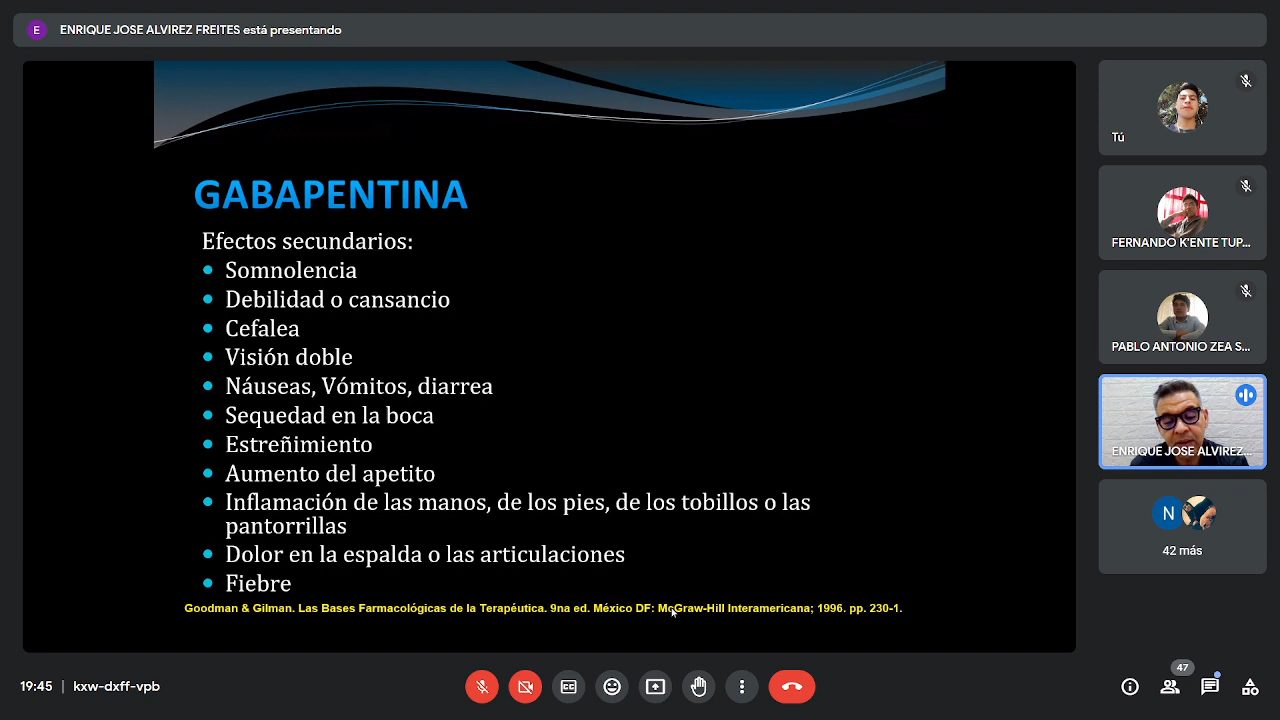 E ENRIQUE JOSE ALVIREZ FREITES está presentando
GABAPENTINA
Efectos secundarios:
Somnolencia
Debilidad o cansancio
Cefalea
Visión doble
Náuseas, Vómitos, diarrea
Sequedad en la boca
Estreñimiento
Aumento del apetito
Inflamación de las manos, de los pies, de los tobillos o las
pantorrillas
Dolor en la espalda o las articulaciones
Fiebre
Goodman & Gilman. Las Bases Farmacológicas de la Terapéutica. 9na ed. México DF: McGraw-Hill Interamericana; 1996. pp. 230-1.
Tú
FERNANDO K'ENTE TUP...
PABLO ANTONIO ZEA S...
ENRIQUE JOSE ALVIREZ...
N
42 más
19:45 | kxw-dxff-vpb
CC
47